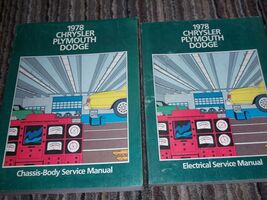 1978
CHRYSLER
PLYMOUTH
DODGE
Chassis-Body Service Manual
1978
CHRYSLER
PLYMOUTH
DODGE
Electrical Service Manual